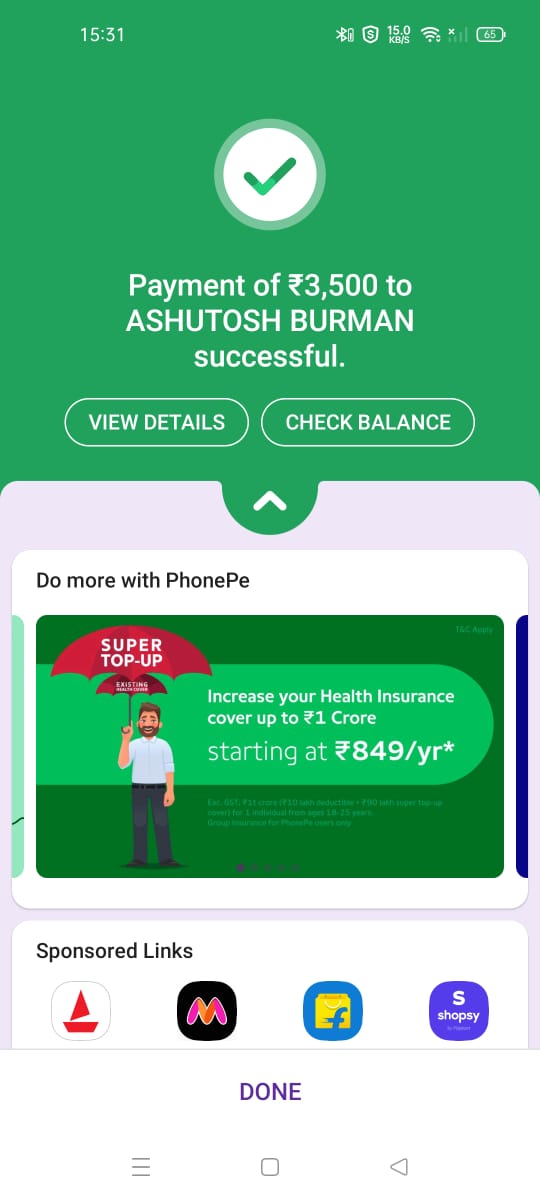 15:31
15.0
KB/S
65
Payment of ₹3,500 to
ASHUTOSH BURMAN
successful.
VIEW DETAILS
CHECK BALANCE
Do more with PhonePe
T&C Apply
SUPER
TOP-UP
EXISTING
HEALTH COVER
Increase your Health Insurance
cover up to ₹1 Crore
starting at ₹849/yr*
Exc. GST, ₹1t crore (₹10 lakh deductible + ₹90 lakh super top-up
cover) for 1 individual from ages 18-25 years.
Group Insurance for PhonePe users only
Sponsored Links
S
shopsy
by Flipkart
DONE